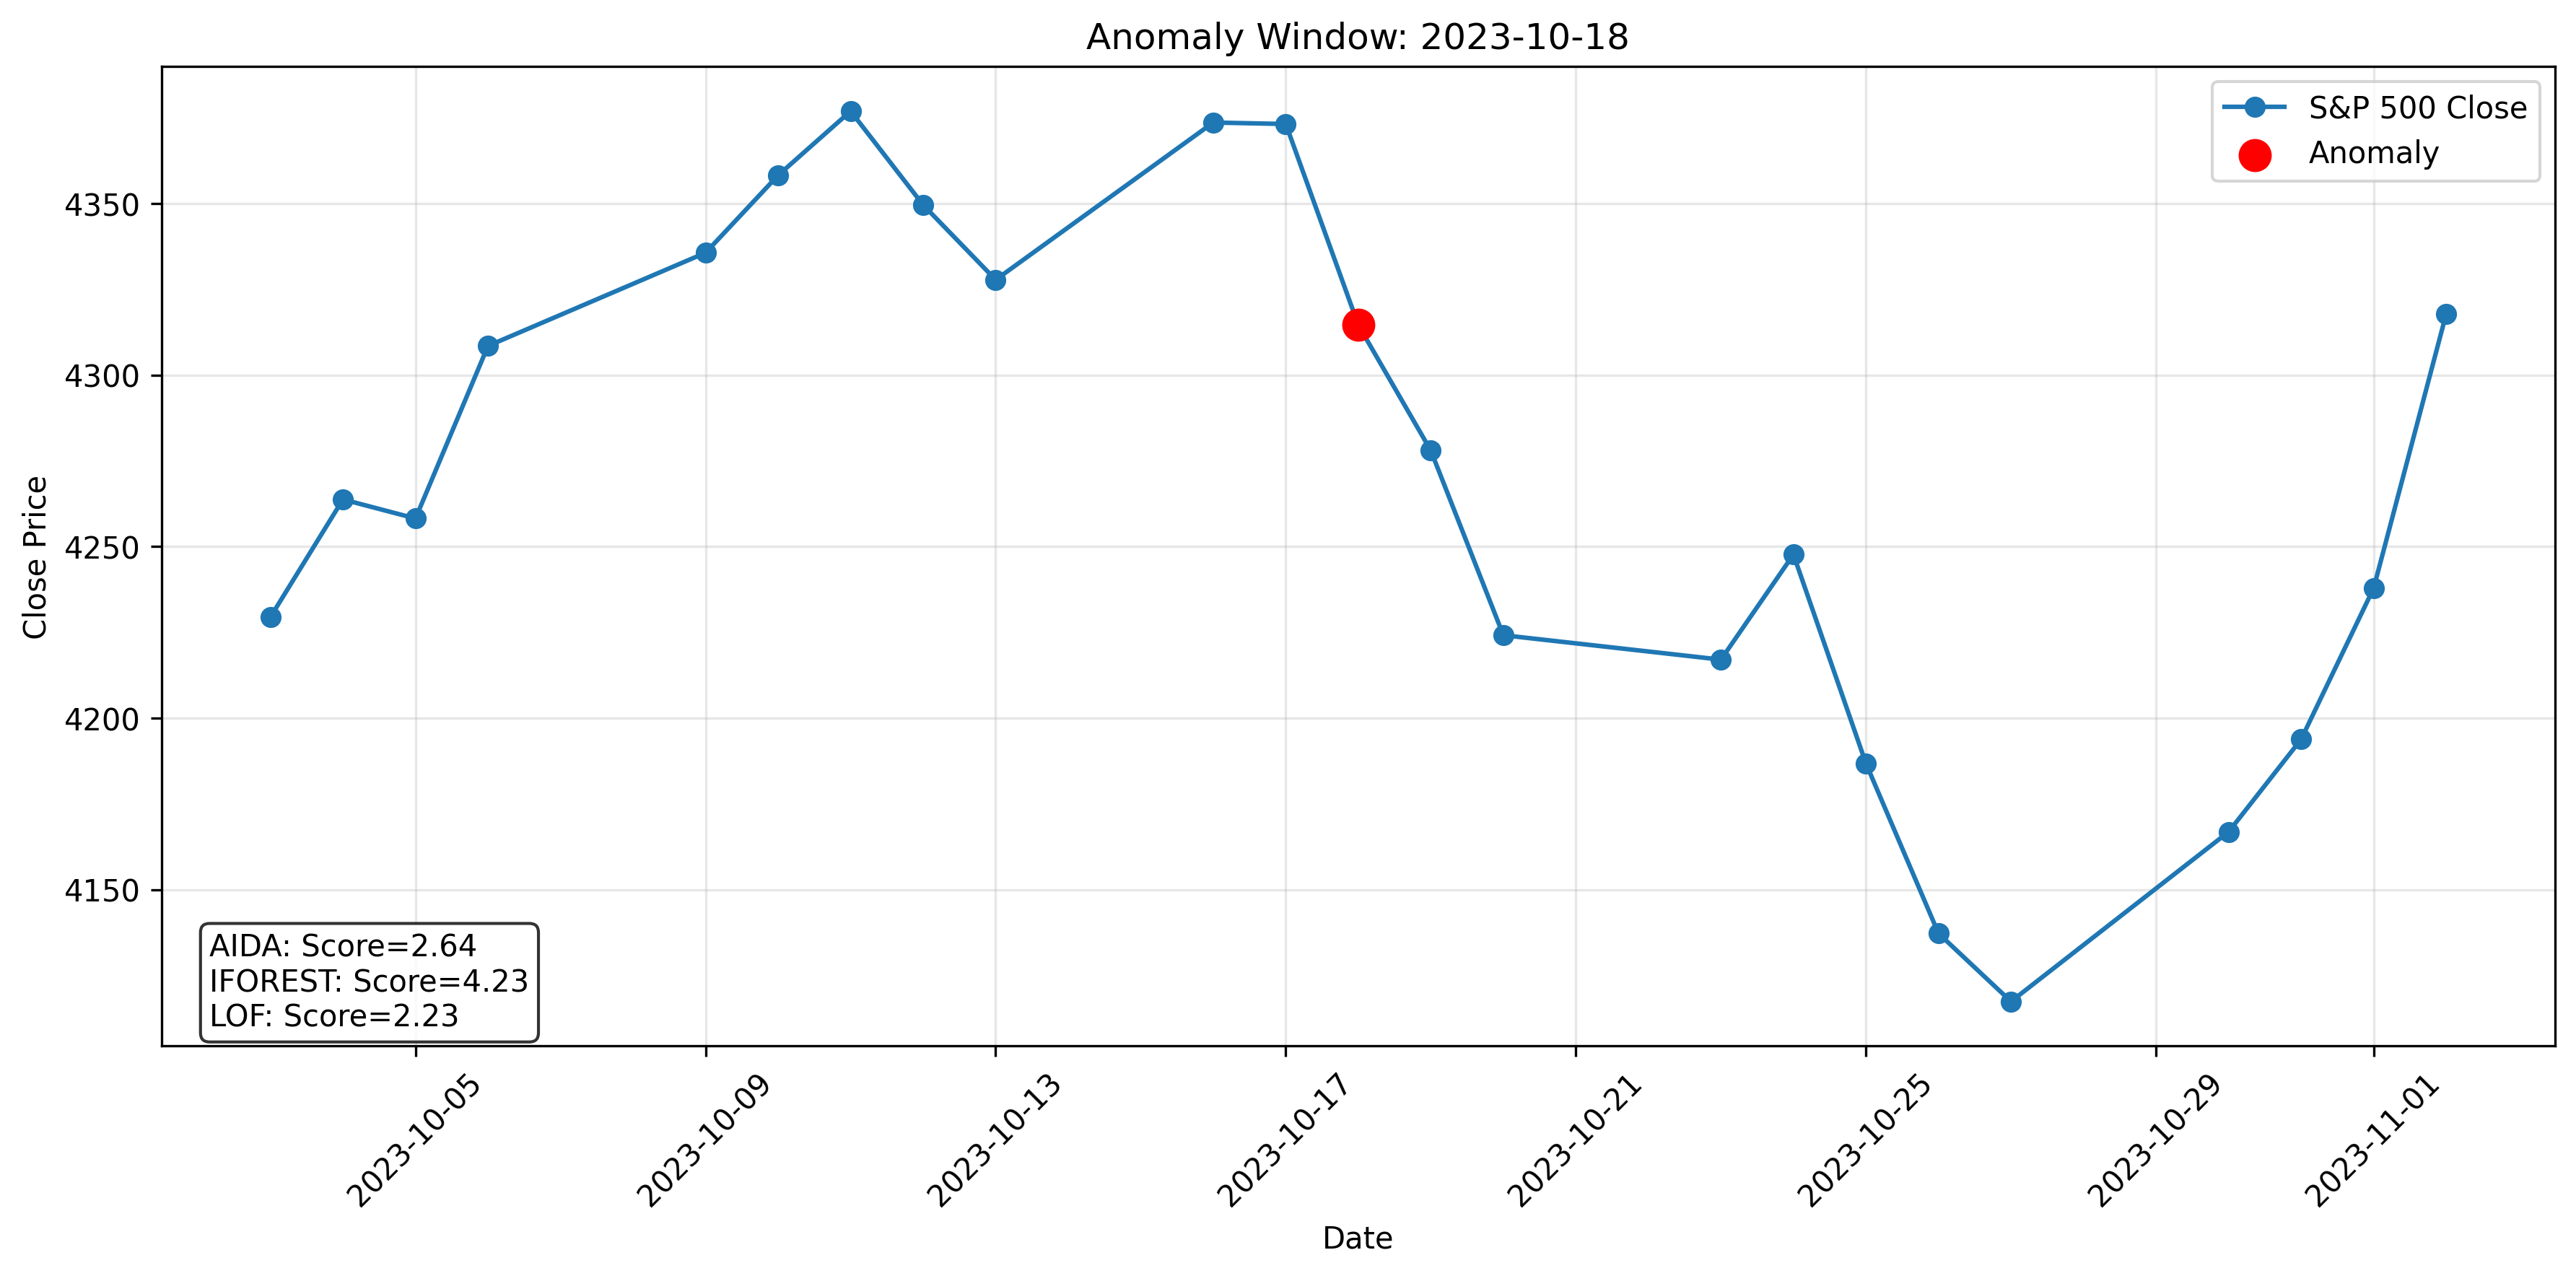 Anomaly Window: 2023-10-18
S&P 500 Close
Anomaly
Close Price
4350
4300
4250
4200
4150
AIDA: Score=2.64
IFOREST: Score=4.23
LOF: Score=2.23
2023-10-05
2023-10-09
2023-10-13
2023-10-17
2023-10-21
2023-10-25
2023-10-29
2023-11-01
Date